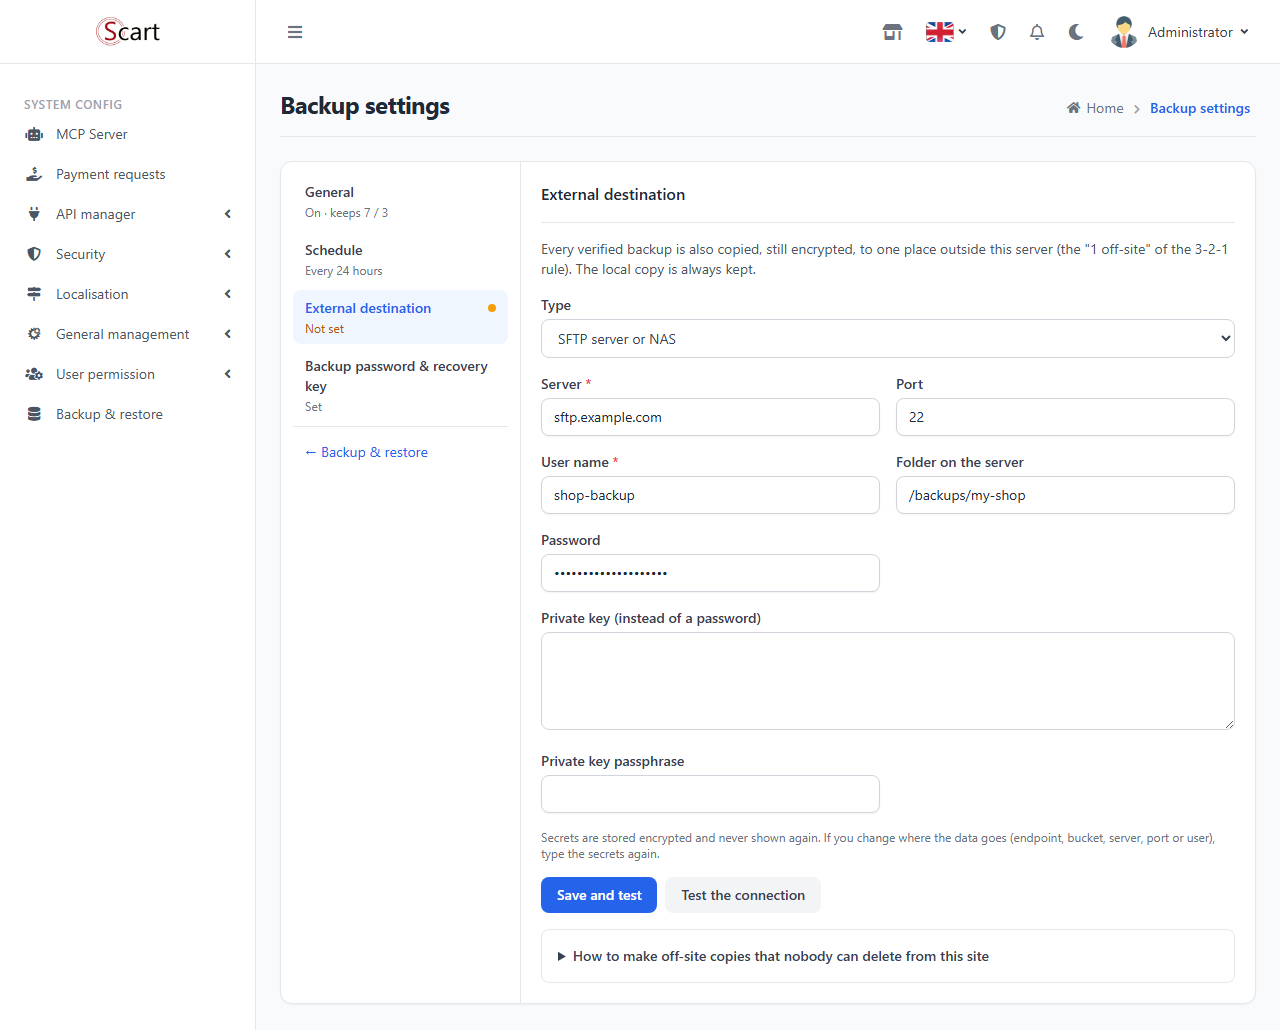 Scart
Administrator
SYSTEM CONFIG
MCP Server
Payment requests
API manager
Security
Localisation
General management
User permission
Backup & restore
Backup settings
Home
Backup settings
General
On · keeps 7 / 3
Schedule
Every 24 hours
External destination
Not set
Backup password & recovery
key
Set
← Backup & restore
External destination
Every verified backup is also copied, still encrypted, to one place outside this server (the "1 off-site" of the 3-2-1
rule). The local copy is always kept.
Type
SFTP server or NAS
Server *
Port
sftp.example.com
22
User name *
Folder on the server
shop-backup
/backups/my-shop
Password
••••••••••••••••••••
Private key (instead of a password)
Private key passphrase
Secrets are stored encrypted and never shown again. If you change where the data goes (endpoint, bucket, server, port or user),
type the secrets again.
Save and test
Test the connection
How to make off-site copies that nobody can delete from this site